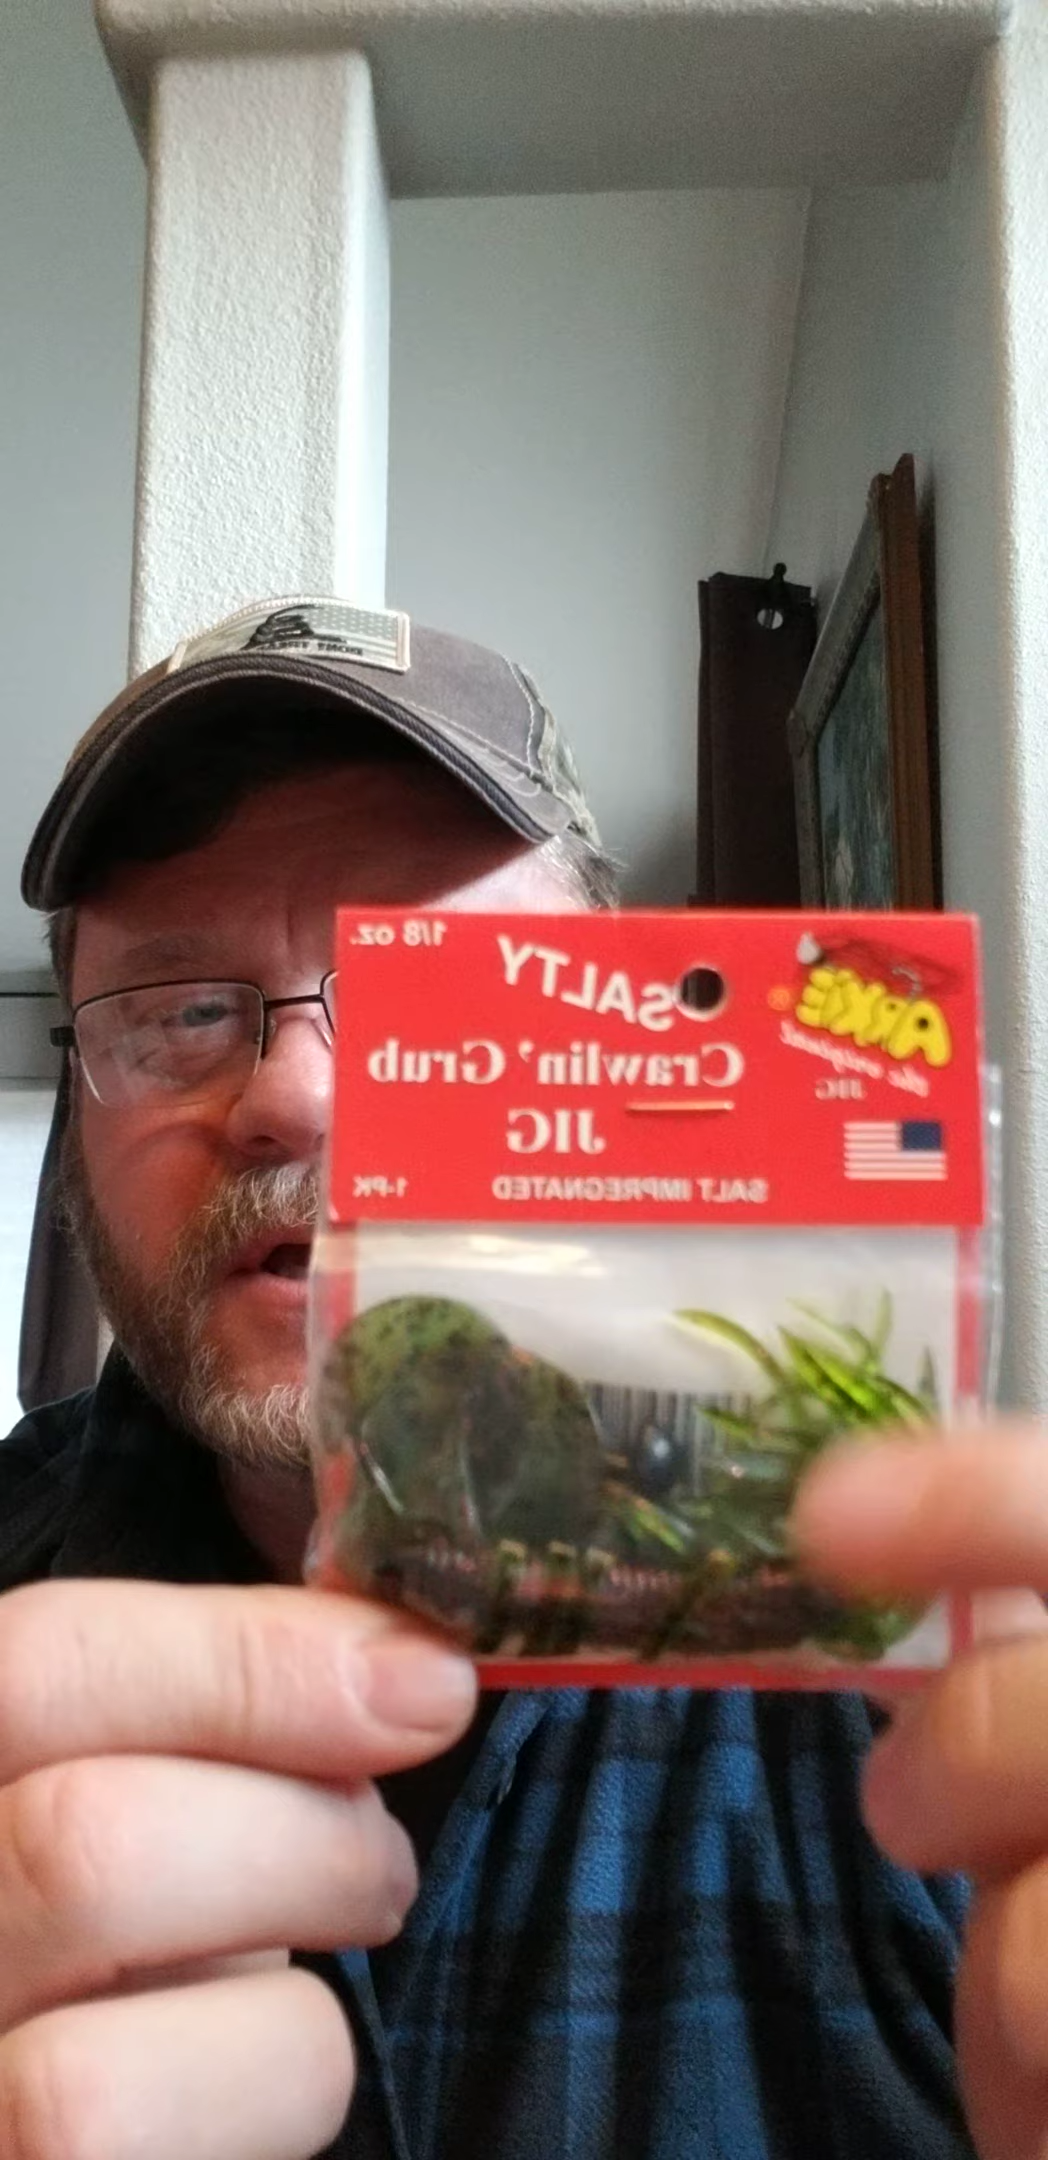 1/8 oz.
SALTY
ARKIE®
Crawlin' Grub
JIG
the original
JIG
SALT IMPREGNATED
1-PK